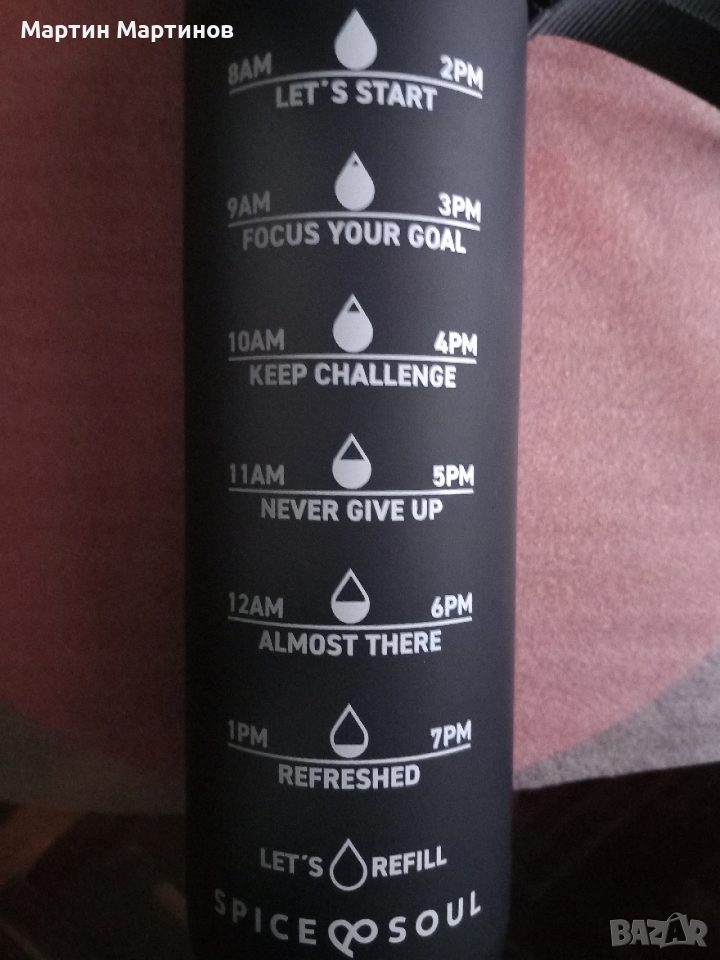 Мартин Мартинов
8AM 2PM
LET'S START
9AM 3PM
FOCUS YOUR GOAL
10AM 4PM
KEEP CHALLENGE
11AM 5PM
NEVER GIVE UP
12AM 6PM
ALMOST THERE
1PM 7PM
REFRESHED
LET'S REFILL
SPICE & SOUL
BAZAR